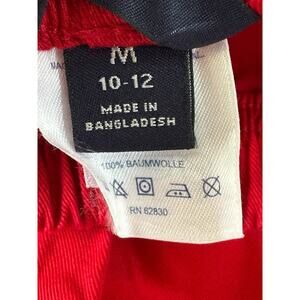 M
10-12
MADE IN
BANGLADESH
100% BAUMWOLLE
RN 62830